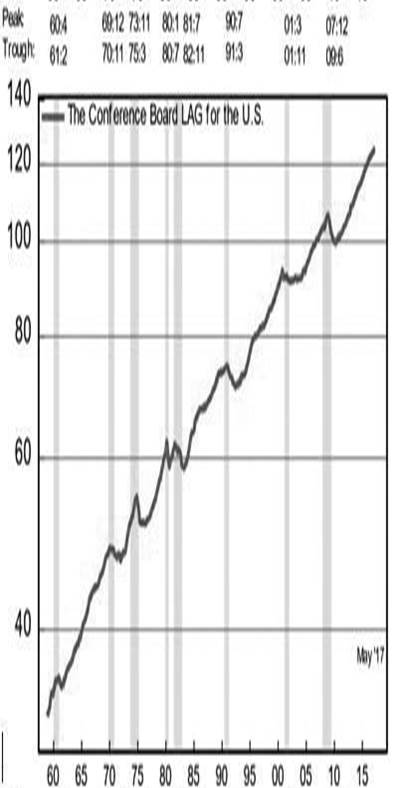 Peak: 60:4 69:12 73:11 80:1 81:7 90:7 01:3 07:12
Trough: 61:2 70:11 75:3 80:7 82:11 91:3 01:11 09:6
140
The Conference Board LAG for the U.S.
120
100
80
60
40
May '17
60 65 70 75 80 85 90 95 00 05 10 15